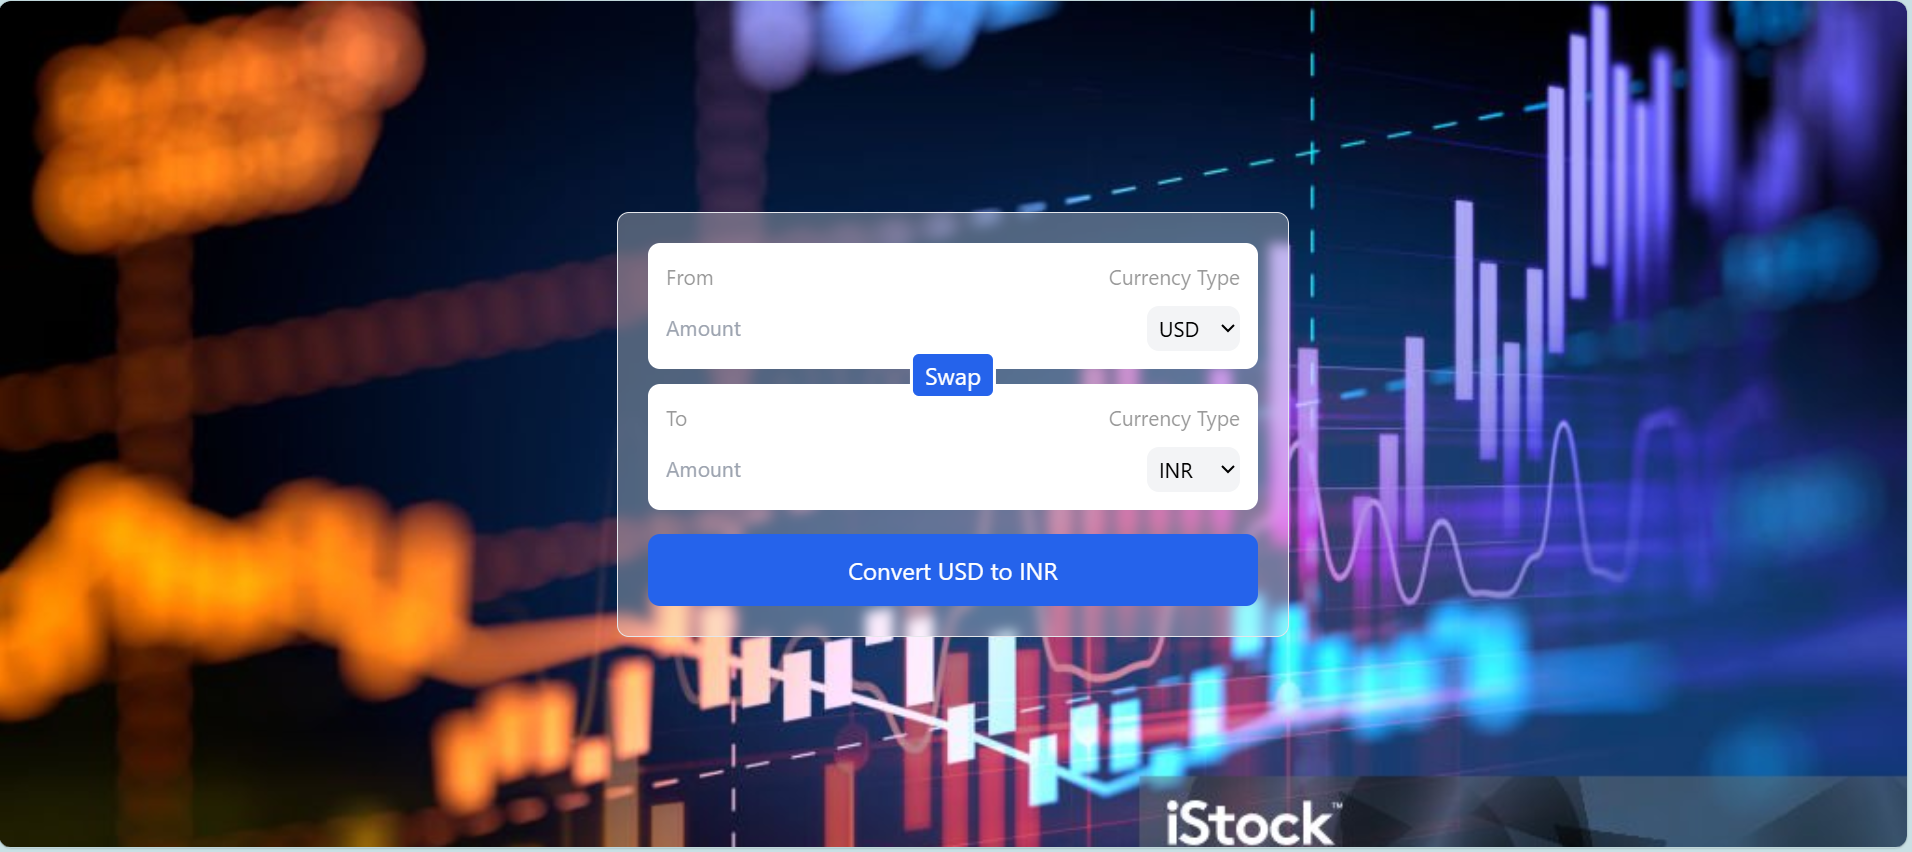 From
Currency Type
Amount
USD
Swap
To
Currency Type
Amount
INR
Convert USD to INR
iStock™